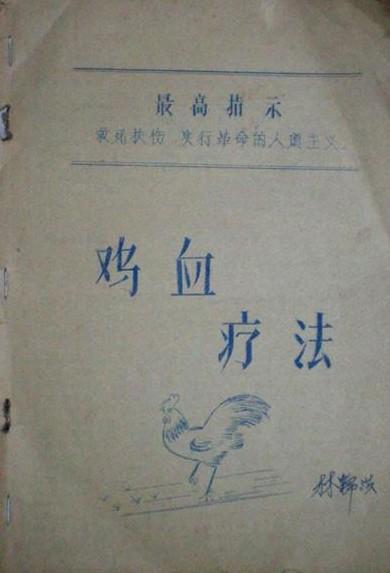 最高指示
救死扶伤 实行革命的人道主义
鸡血
疗法